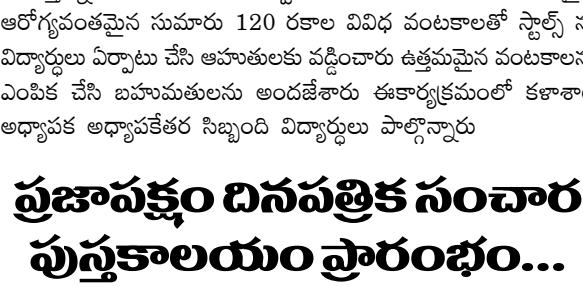 ఆరోగ్యవంతమైన సుమారు 120 రకాల వివిధ వంటకాలతో స్టాల్స్
విద్యార్థులు ఏర్పాటు చేసి ఆహుతులకు వడ్డించారు ఉత్తమమైన వంటకాలను
ఎంపిక చేసి బహుమతులను అందజేశారు ఈకార్యక్రమంలో కళాశాల
అధ్యాపక అధ్యాపకేతర సిబ్బంది విద్యార్థులు పాల్గొన్నారు
ప్రజాపక్షం దినపత్రిక సంచార
పుస్తకాలయం ప్రారంభం...